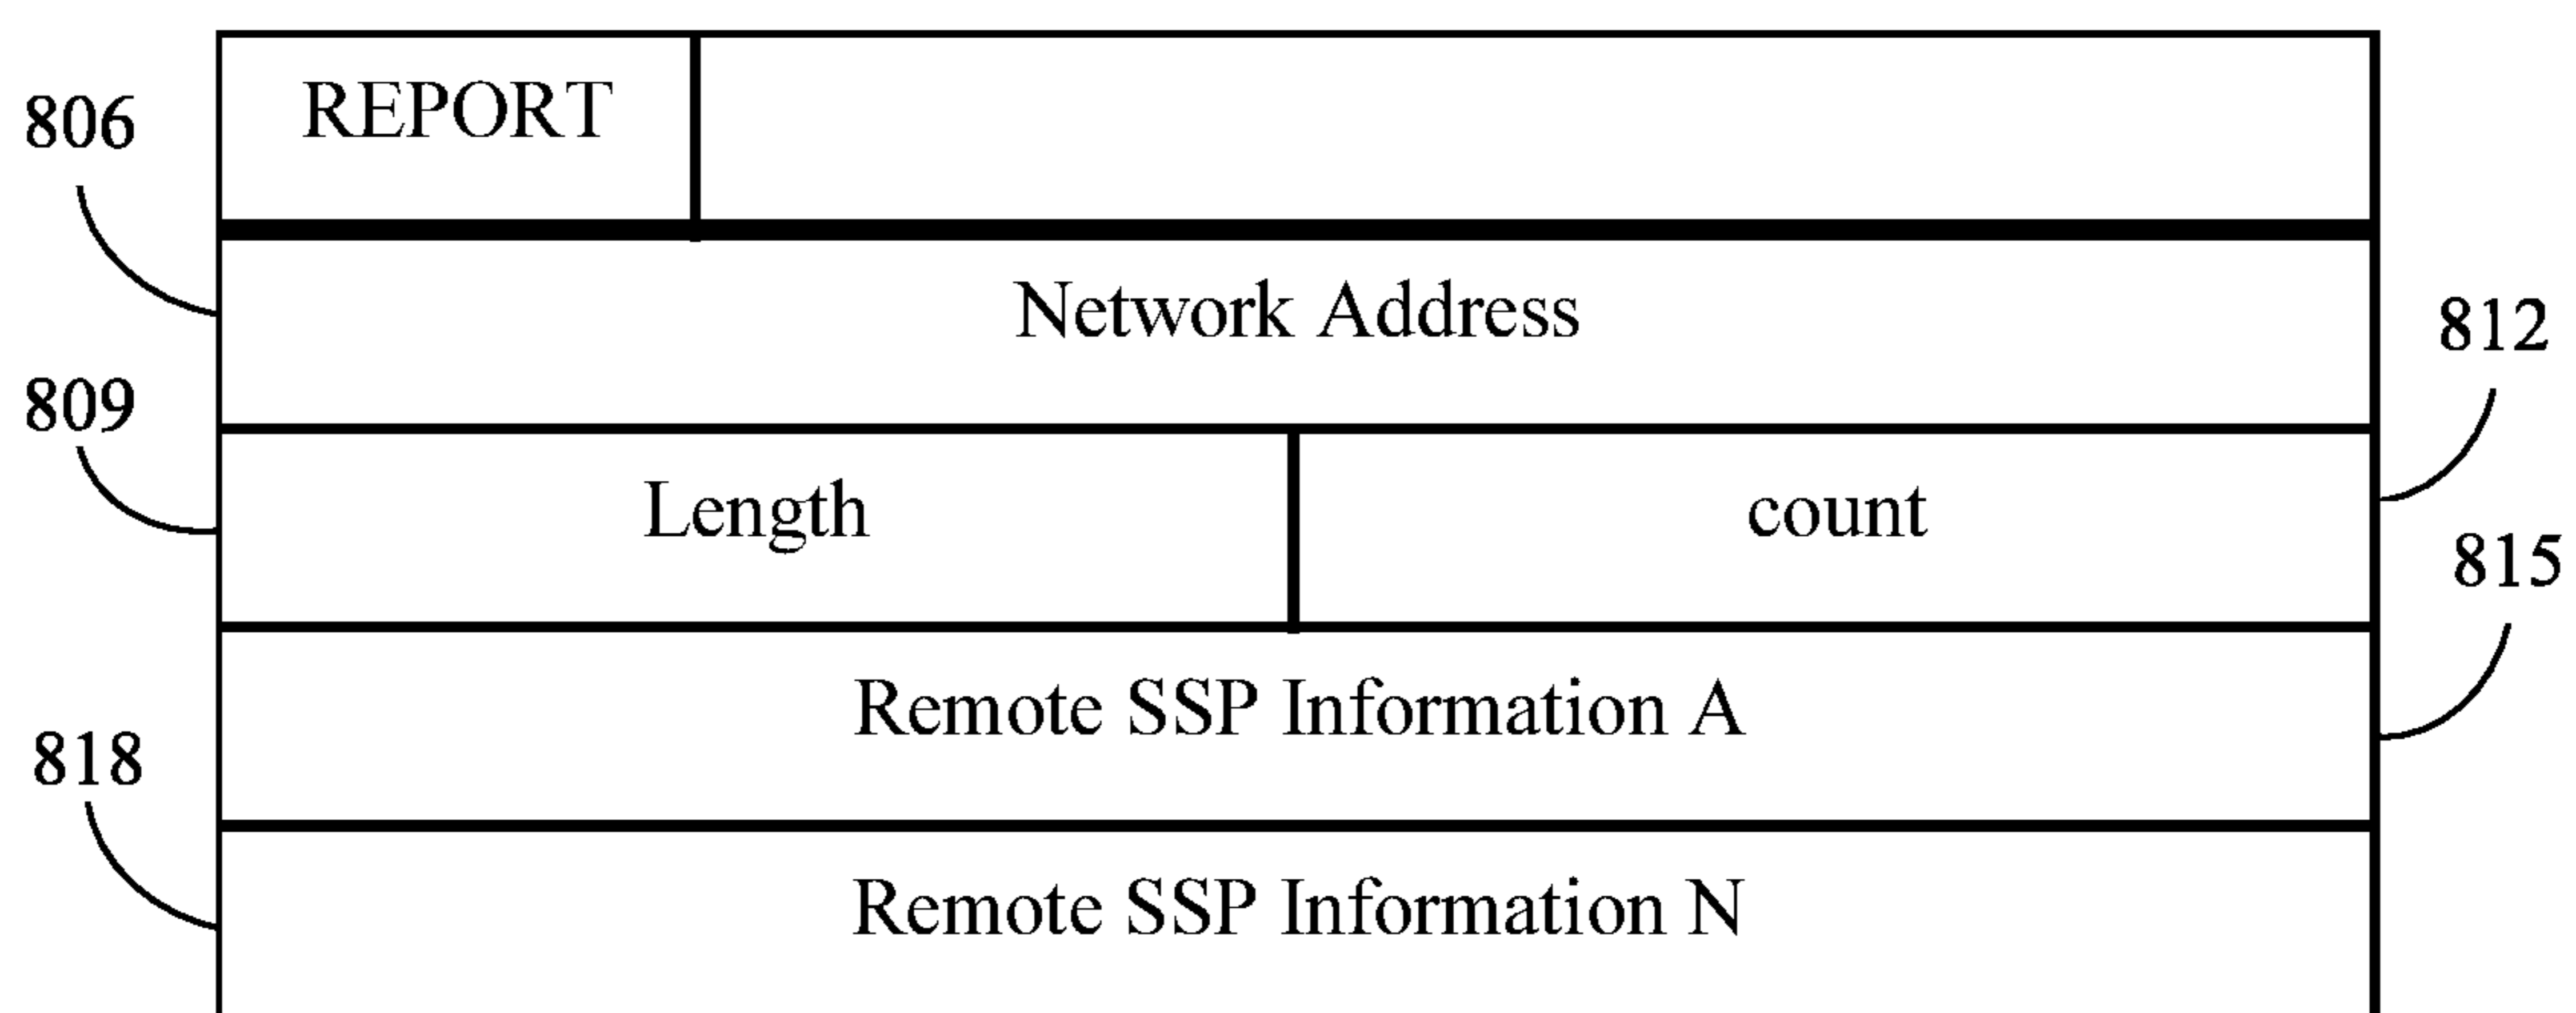 REPORT
806
Network Address
812
809
Length count
815
Remote SSP Information A
818
Remote SSP Information N